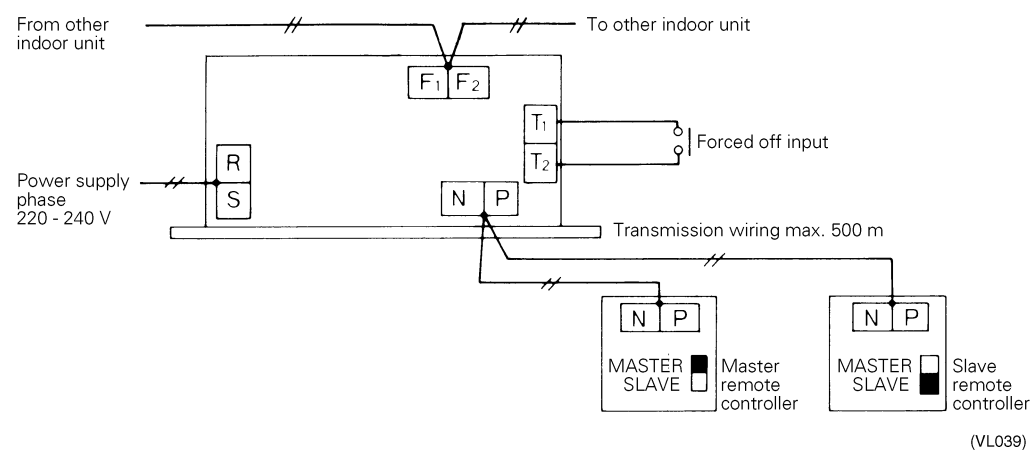 From other
indoor unit
To other indoor unit
F1 F2
T1
T2
Forced off input
R
S
Power supply
phase
220 - 240 V
N P
Transmission wiring max. 500 m
N P
MASTER
SLAVE
Master
remote
controller
N P
MASTER
SLAVE
Slave
remote
controller
(VL039)